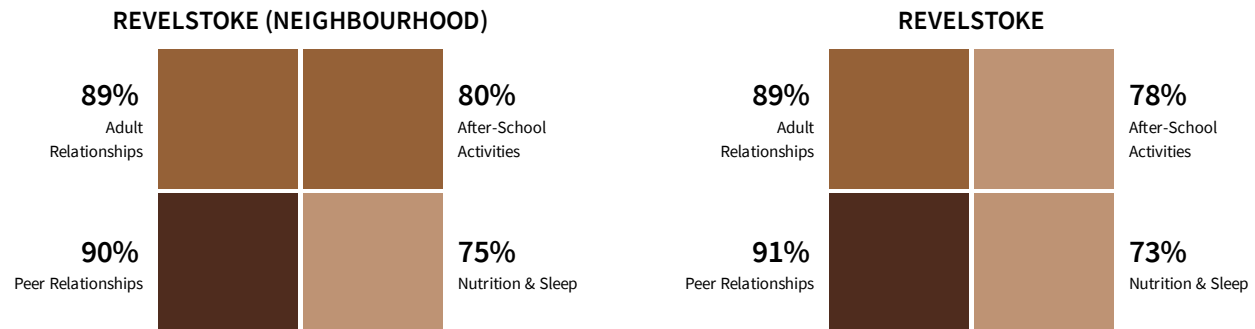 REVELSTOKE (NEIGHBOURHOOD)
89%
Adult
Relationships
80%
After-School
Activities
90%
Peer Relationships
75%
Nutrition & Sleep
REVELSTOKE
89%
Adult
Relationships
78%
After-School
Activities
91%
Peer Relationships
73%
Nutrition & Sleep